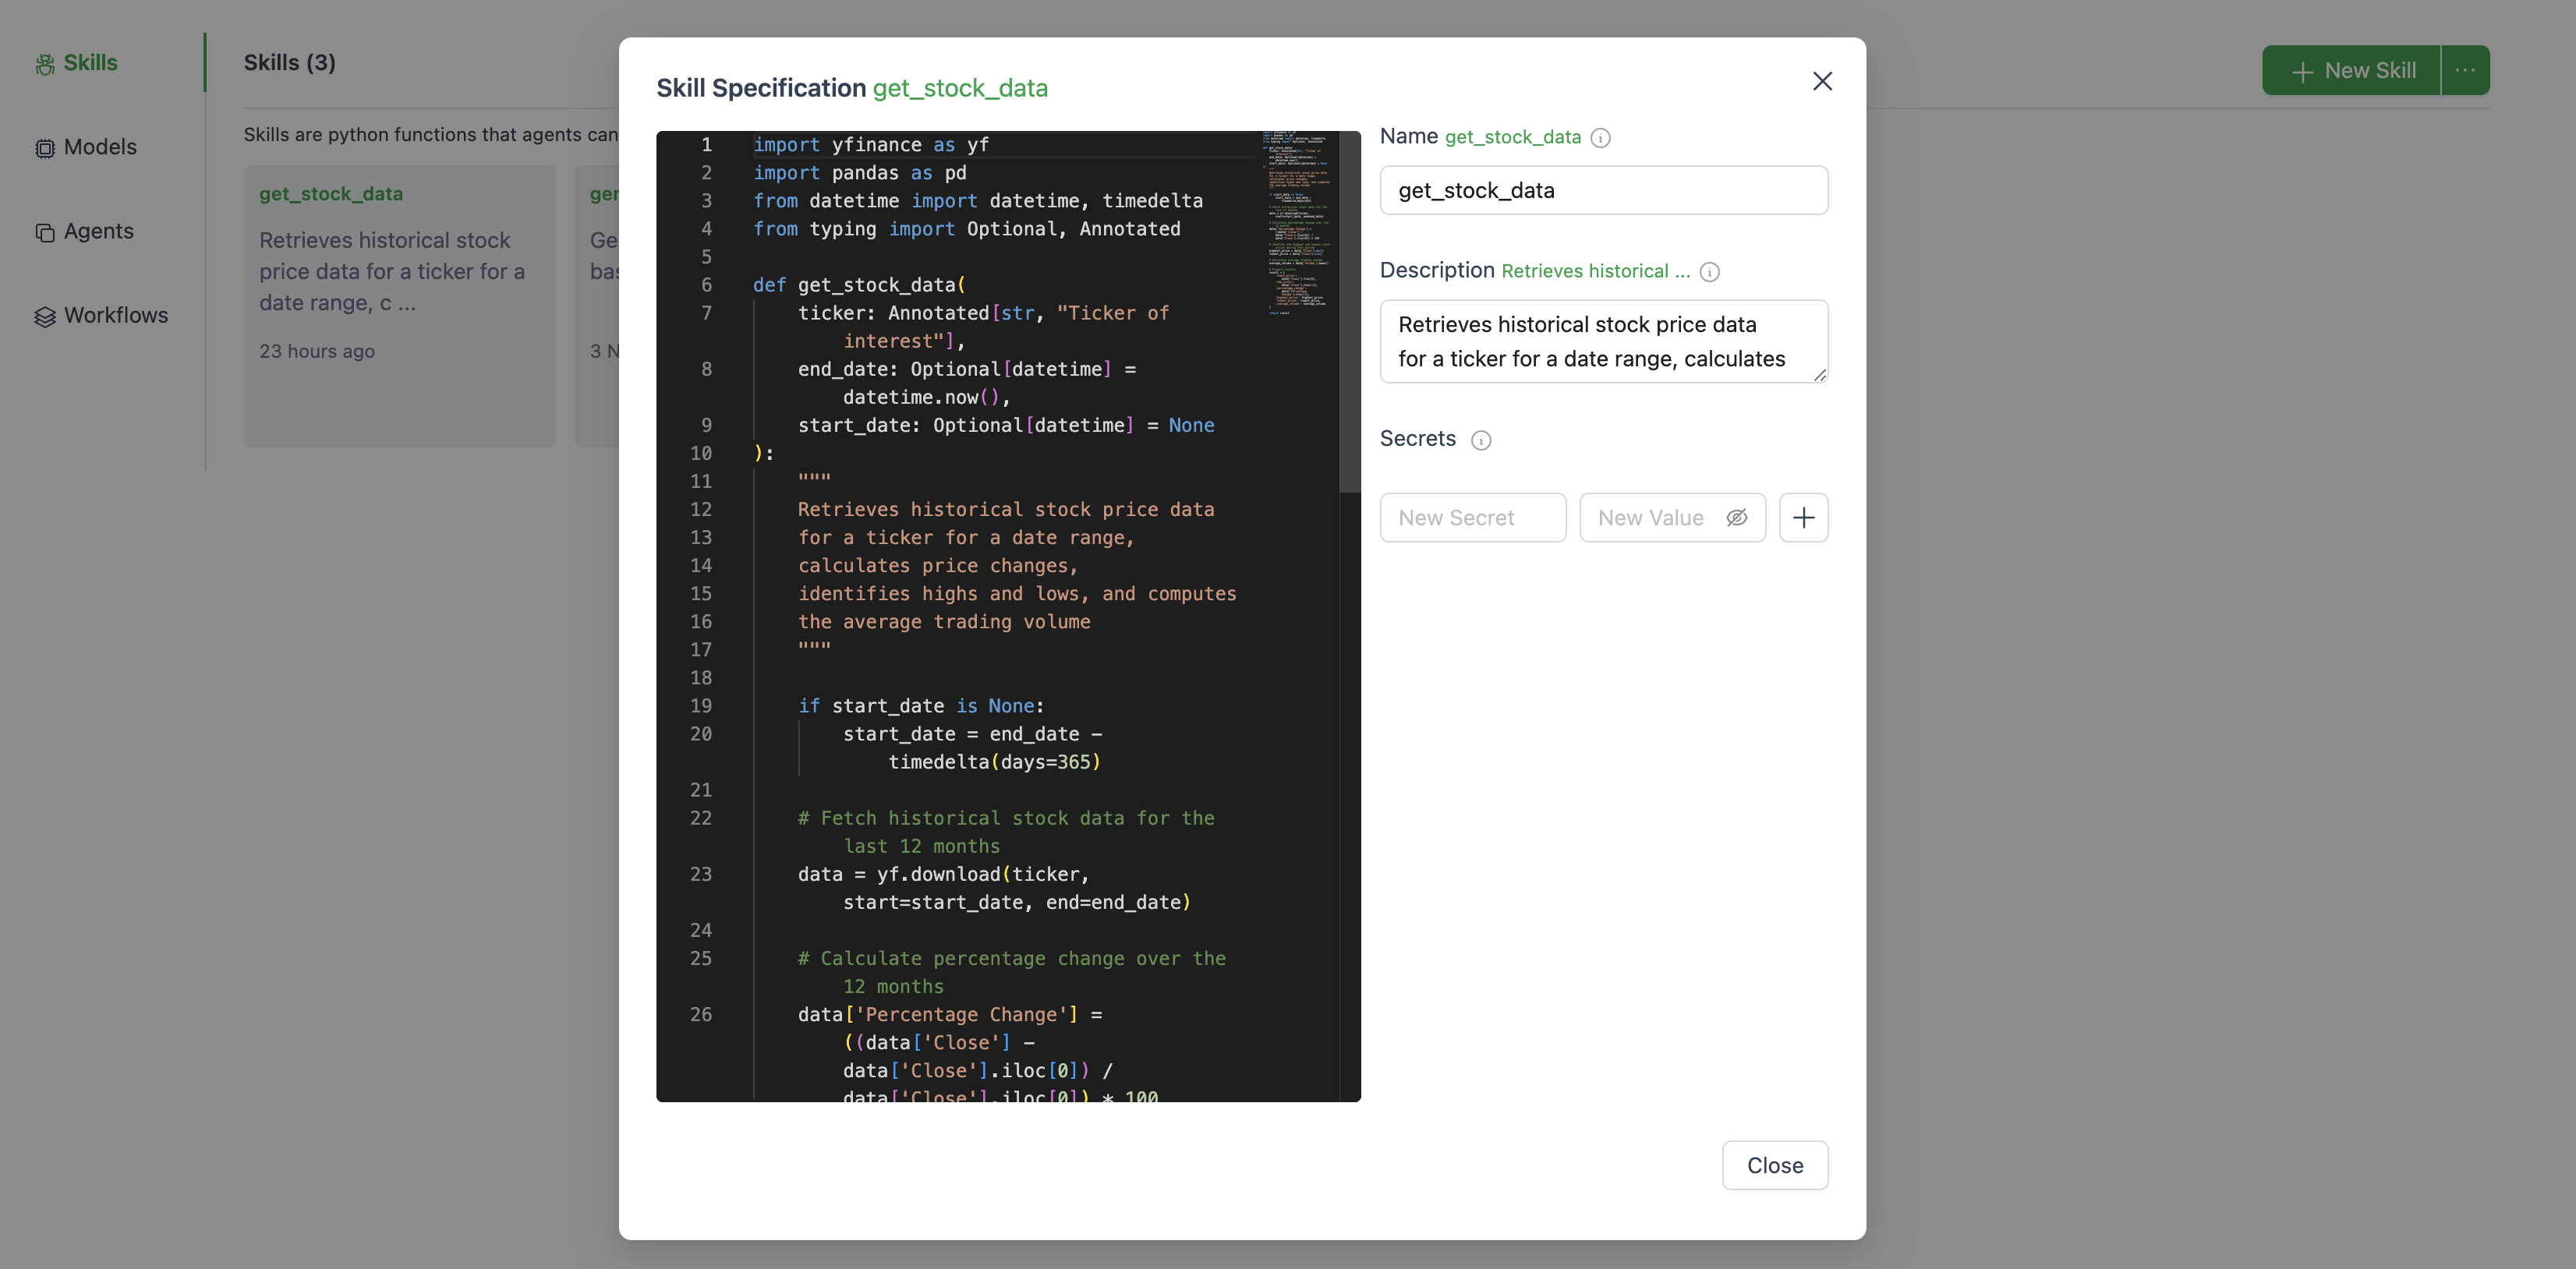 Skills
Models
Agents
Workflows
Skills (3)
New Skill
Skills are python functions that agents can
get_stock_data
Retrieves historical stock
price data for a ticker for a
date range, c ...
23 hours ago
ger
Ge
bas
3 N
Skill Specification get_stock_data
1 import yfinance as yf
2 import pandas as pd
3 from datetime import datetime, timedelta
4 from typing import Optional, Annotated
5
6 def get_stock_data(
7 ticker: Annotated[str, "Ticker of
interest"],
8 end_date: Optional[datetime] =
datetime.now(),
9 start_date: Optional[datetime] = None
10 ):
11 """
12 Retrieves historical stock price data
13 for a ticker for a date range,
14 calculates price changes,
15 identifies highs and lows, and computes
16 the average trading volume
17 """
18
19 if start_date is None:
20 start_date = end_date -
timedelta(days=365)
21
22 # Fetch historical stock data for the
last 12 months
23 data = yf.download(ticker,
start=start_date, end=end_date)
24
25 # Calculate percentage change over the
12 months
26 data['Percentage Change'] =
((data['Close'] -
data['Close'].iloc[0]) /
data['Close'].iloc[0]) * 100
Name get_stock_data
get_stock_data
Description Retrieves historical ...
Retrieves historical stock price data
for a ticker for a date range, calculates
Secrets
New Secret
New Value
Close